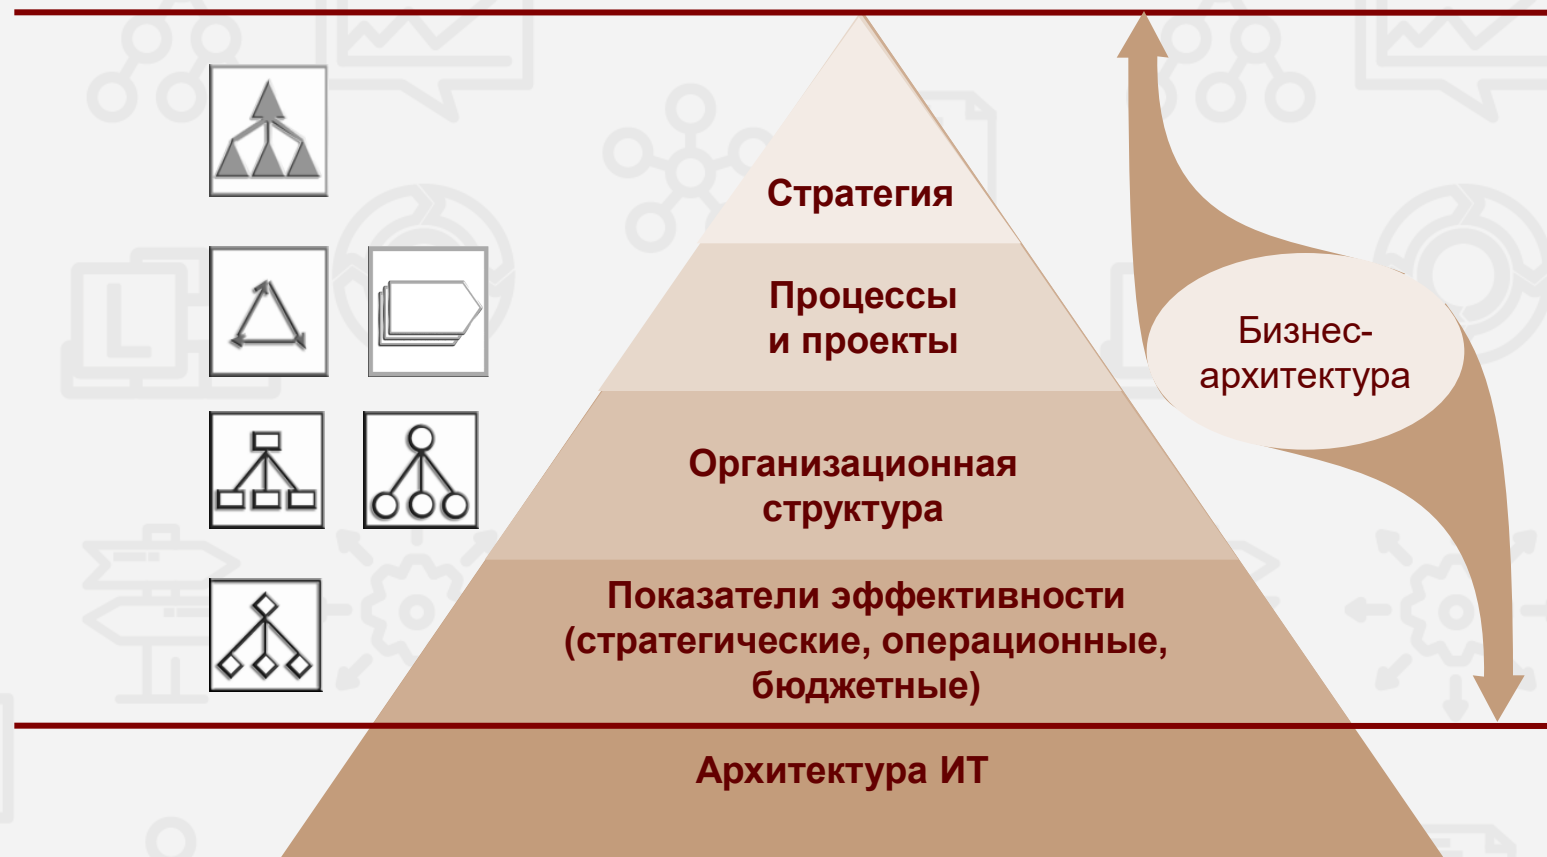 Стратегия
Процессы
и проекты
Бизнес-
архитектура
Организационная
структура
Показатели эффективности
(стратегические, операционные,
бюджетные)
Архитектура ИТ